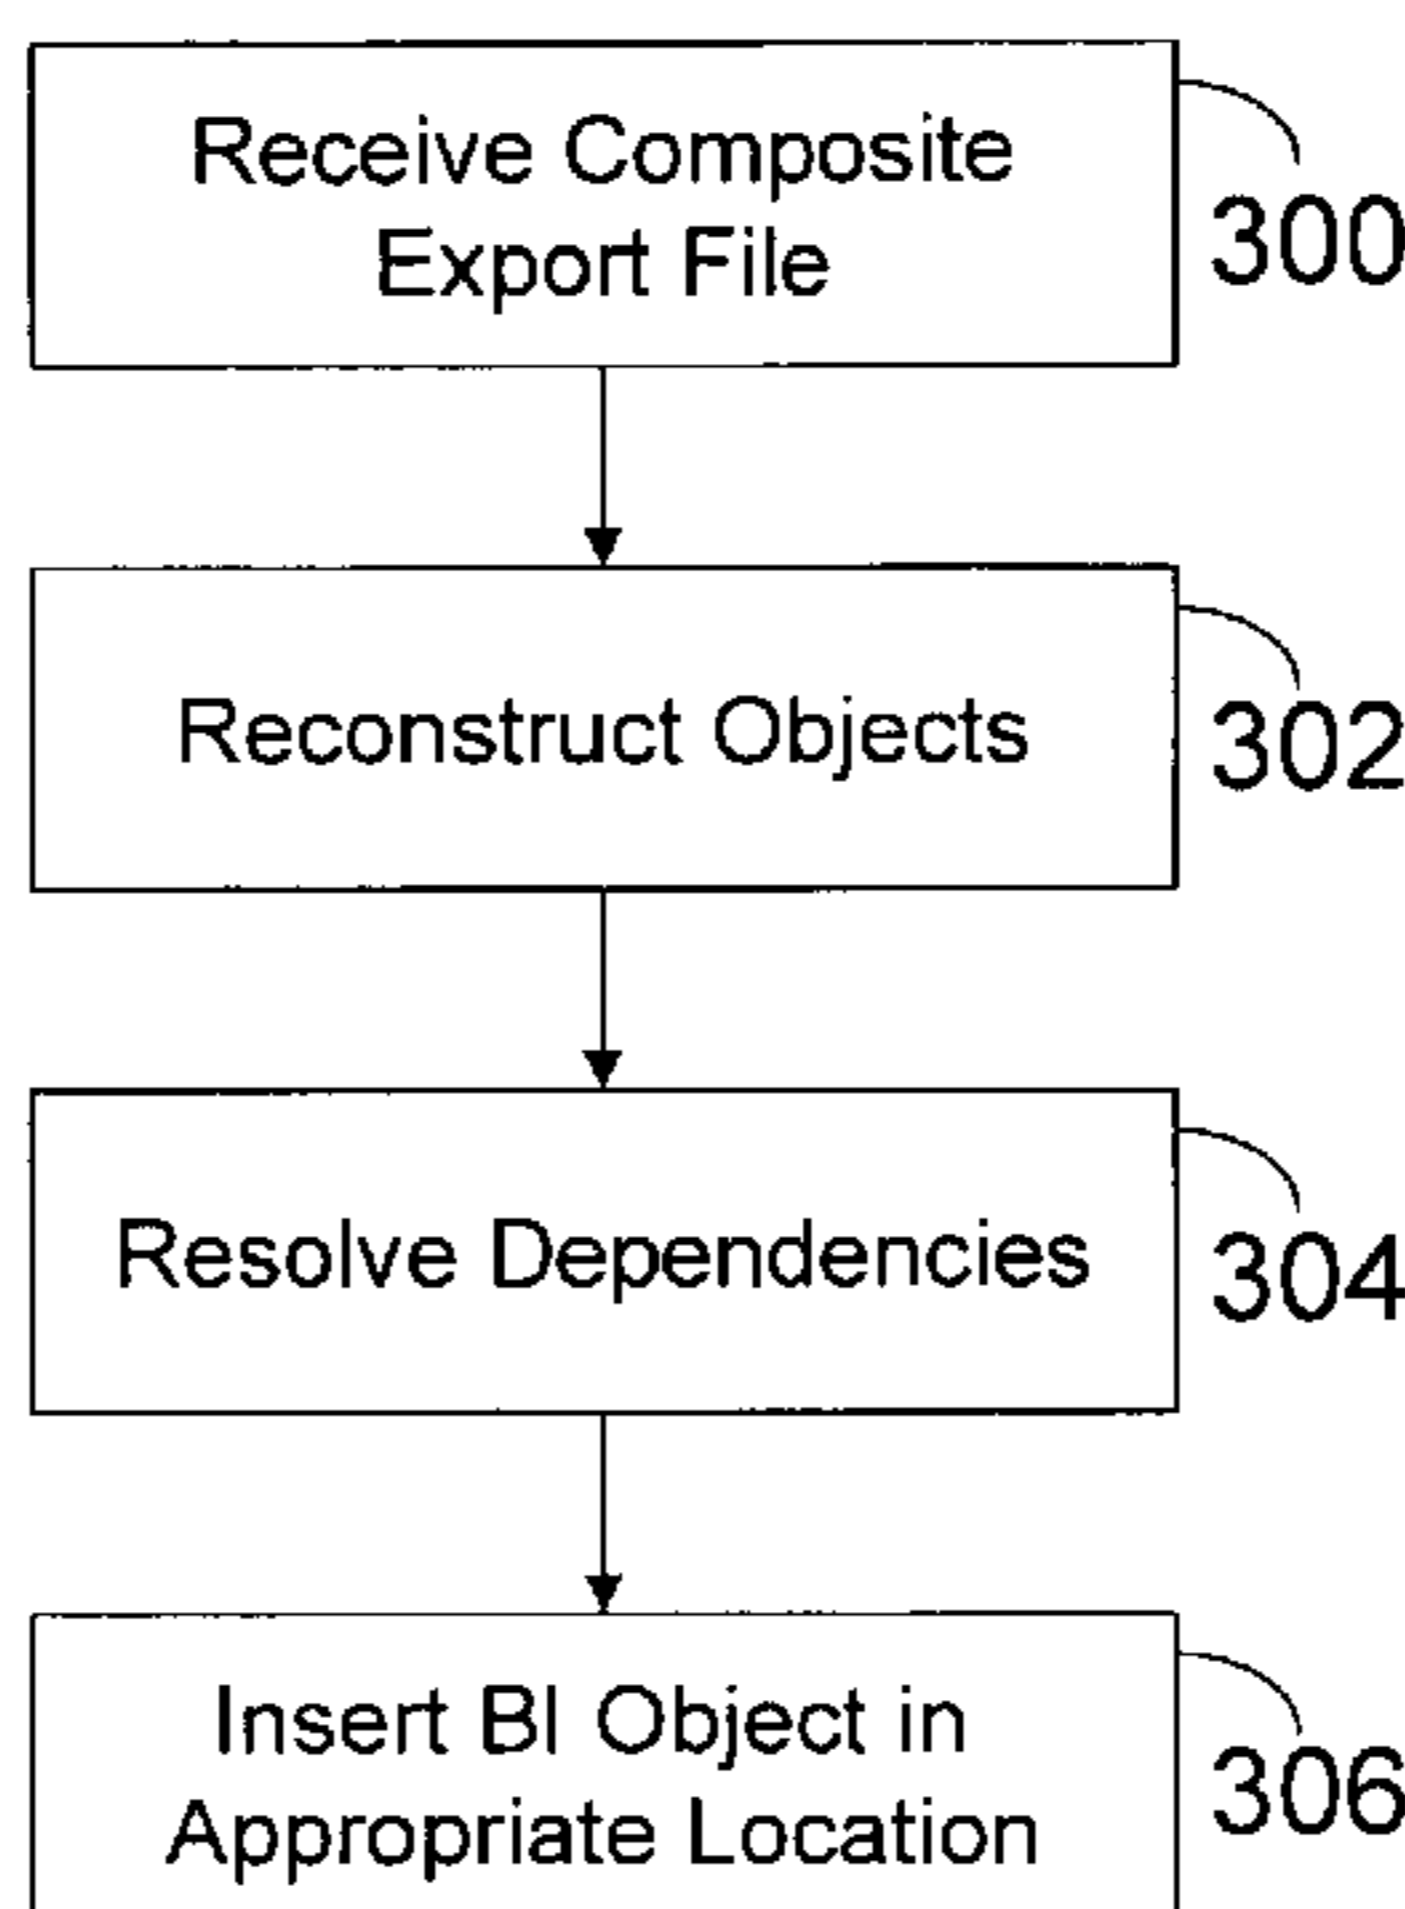 Receive Composite
Export File
300
Reconstruct Objects
302
Resolve Dependencies
304
Insert BI Object in
Appropriate Location
306